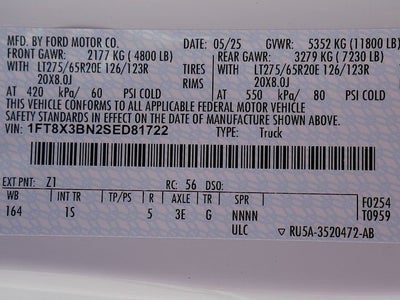 MFD. BY FORD MOTOR CO. 05/25 GVWR: 5352 KG (11800 LB)
FRONT GAWR: 2177 KG ( 4800 LB) REAR GAWR: 3279 KG ( 7230 LB)
WITH LT275/65R20E 126/123R TIRES WITH LT275/65R20E 126/123R
20X8.0J RIMS 20X8.0J
AT 420 kPa/ 60 PSI COLD AT 550 kPa/ 80 PSI COLD
THIS VEHICLE CONFORMS TO ALL APPLICABLE FEDERAL MOTOR VEHICLE
SAFETY STANDARDS IN EFFECT ON THE DATE OF MANUFACTURE SHOWN ABOVE.
VIN: 1FT8X3BN2SED81722 TYPE: Truck
EXT PNT: Z1 RC: 56 DSO:
WB INT TR TP/PS R AXLE TR SPR F0254
164 1S 5 3E G NNNN T0959
ULC ▾ RU5A-3520472-AB